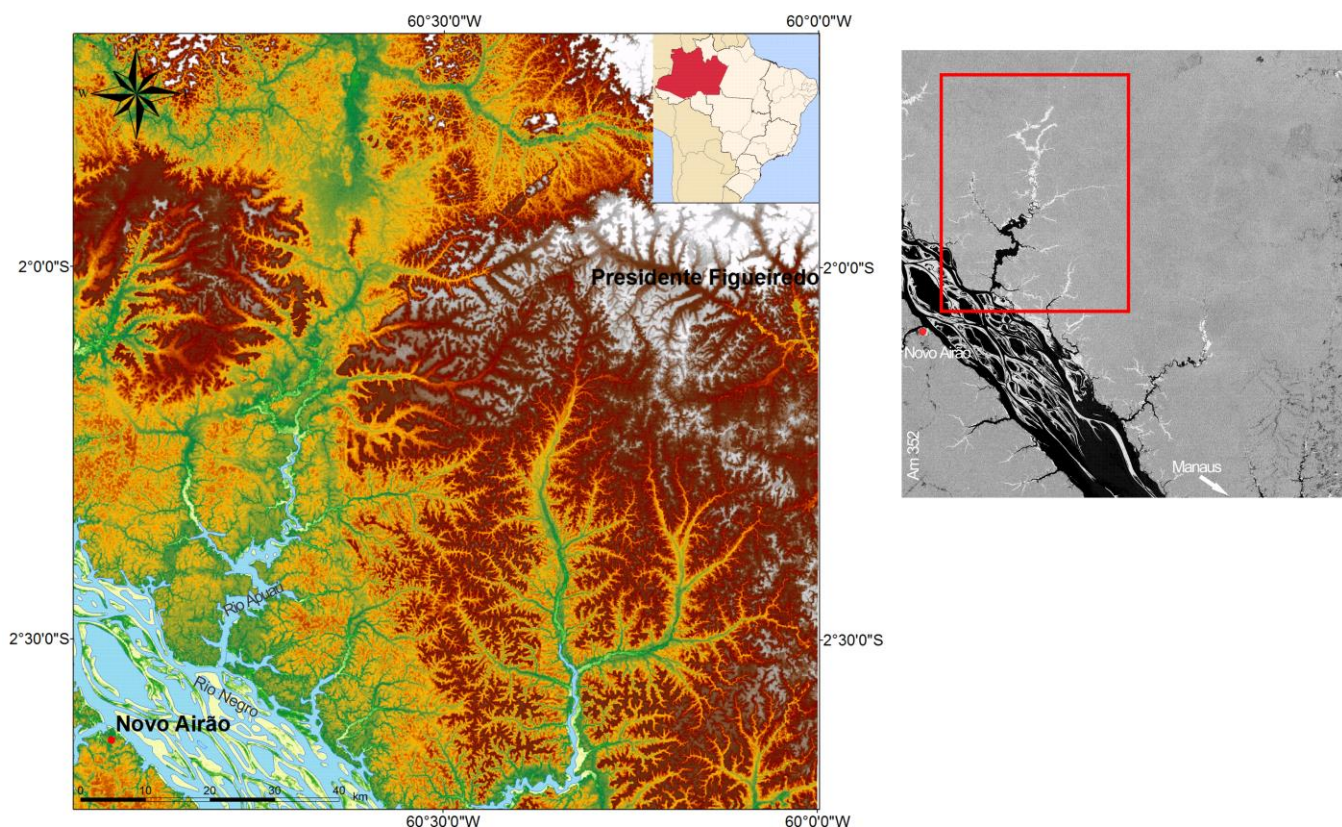 60°30'0"W
60°0'0"W
W
2°0'0"S
2°0'0"S
Presidente Figueiredo
2°30'0"S
2°30'0"S
Rio Apuaú
Rio Negro
Novo Airão
0 10 20 30 40
km
60°30'0"W
60°0'0"W
Novo Airão
Am 352
Manaus